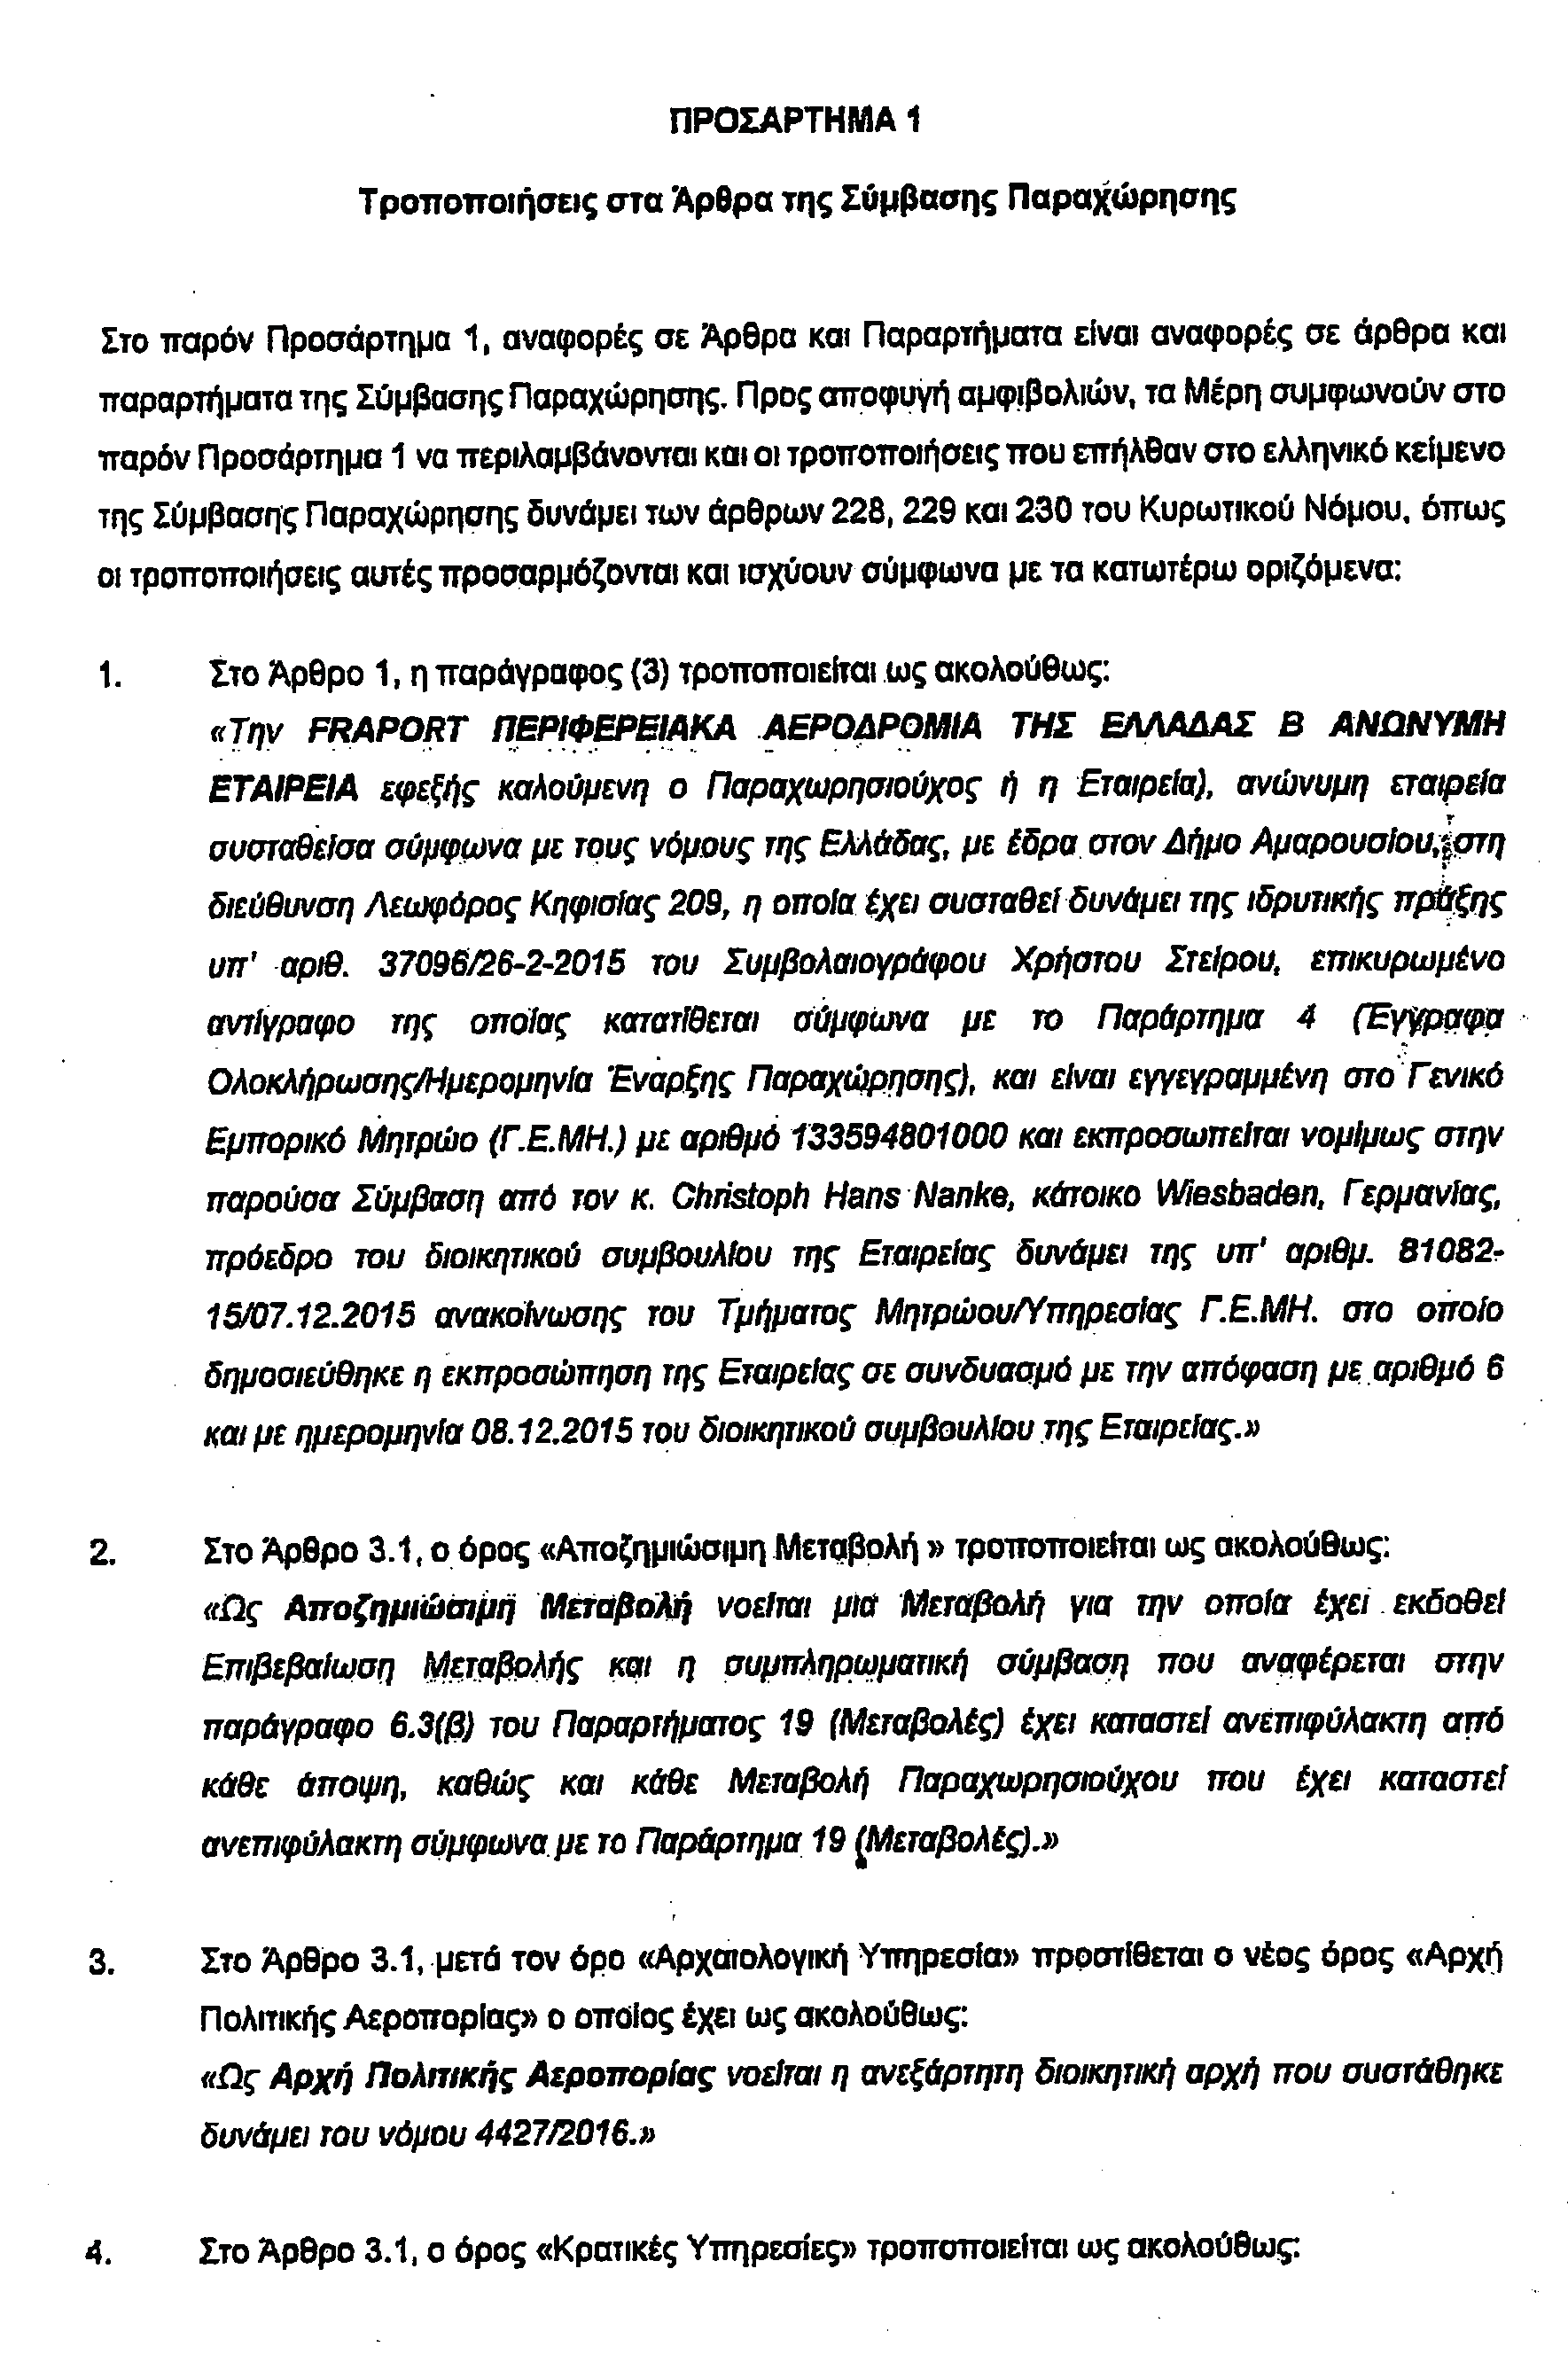 ΠΡΟΣΑΡΤΗΜΑ 1
Τροποποιήσεις στα Άρθρα της Σύμβασης Παραχώρησης
Στο παρόν Προσάρτημα 1, αναφορές σε Άρθρα και Παραρτήματα είναι αναφορές σε άρθρα και
παραρτήματα της Σύμβασης Παραχώρησης. Προς αποφυγή αμφιβολιών, τα Μέρη συμφωνούν στο
παρόν Προσάρτημα 1 να περιλαμβάνονται και οι τροποποιήσεις που επήλθαν στο ελληνικό κείμενο
της Σύμβασης Παραχώρησης δυνάμει των άρθρων 228, 229 και 230 του Κυρωτικού Νόμου, όπως
οι τροποποιήσεις αυτές προσαρμόζονται και ισχύουν σύμφωνα με τα κατωτέρω οριζόμενα:
1. Στο Άρθρο 1, η παράγραφος (3) τροποποιείται ως ακολούθως:
«Την FRAPORT ΠΕΡΙΦΕΡΕΙΑΚΑ ΑΕΡΟΔΡΟΜΙΑ ΤΗΣ ΕΛΛΑΔΑΣ Β ΑΝΩΝΥΜΗ
ΕΤΑΙΡΕΙΑ εφεξής καλούμενη ο Παραχωρησιούχος ή η Εταιρεία), ανώνυμη εταιρεία
συσταθείσα σύμφωνα με τους νόμους της Ελλάδας, με έδρα στον Δήμο Αμαρουσίου, στη
διεύθυνση Λεωφόρος Κηφισίας 209, η οποία έχει συσταθεί δυνάμει της ιδρυτικής πράξης
υπ' αριθ. 37096/26-2-2015 του Συμβολαιογράφου Χρήστου Στείρου, επικυρωμένο
αντίγραφο της οποίας κατατίθεται σύμφωνα με το Παράρτημα 4 (Έγγραφα
Ολοκλήρωσης/Ημερομηνία Έναρξης Παραχώρησης), και είναι εγγεγραμμένη στο Γενικό
Εμπορικό Μητρώο (Γ.Ε.ΜΗ.) με αριθμό 133594801000 και εκπροσωπείται νομίμως στην
παρούσα Σύμβαση από τον κ. Christoph Hans Nanke, κάτοικο Wiesbaden, Γερμανίας,
πρόεδρο του διοικητικού συμβουλίου της Εταιρείας δυνάμει της υπ' αριθμ. 81082-
15/07.12.2015 ανακοίνωσης του Τμήματος Μητρώου/Υπηρεσίας Γ.Ε.ΜΗ. στο οποίο
δημοσιεύθηκε η εκπροσώπηση της Εταιρείας σε συνδυασμό με την απόφαση με αριθμό 6
και με ημερομηνία 08.12.2015 του διοικητικού συμβουλίου της Εταιρείας.»
2. Στο Άρθρο 3.1, ο όρος «Αποζημιώσιμη Μεταβολή » τροποποιείται ως ακολούθως:
«Ως Αποζημιώσιμη Μεταβολή νοείται μια Μεταβολή για την οποία έχει εκδοθεί
Επιβεβαίωση Μεταβολής και η συμπληρωματική σύμβαση που αναφέρεται στην
παράγραφο 6.3(β) του Παραρτήματος 19 (Μεταβολές) έχει καταστεί ανεπιφύλακτη από
κάθε άποψη, καθώς και κάθε Μεταβολή Παραχωρησιούχου που έχει καταστεί
ανεπιφύλακτη σύμφωνα με το Παράρτημα 19 (Μεταβολές).»
3. Στο Άρθρο 3.1, μετά τον όρο «Αρχαιολογική Υπηρεσία» προστίθεται ο νέος όρος «Αρχή
Πολιτικής Αεροπορίας» ο οποίος έχει ως ακολούθως:
«Ως Αρχή Πολιτικής Αεροπορίας νοείται η ανεξάρτητη διοικητική αρχή που συστάθηκε
δυνάμει του νόμου 4427/2016.»
4. Στο Άρθρο 3.1, ο όρος «Κρατικές Υπηρεσίες» τροποποιείται ως ακολούθως: